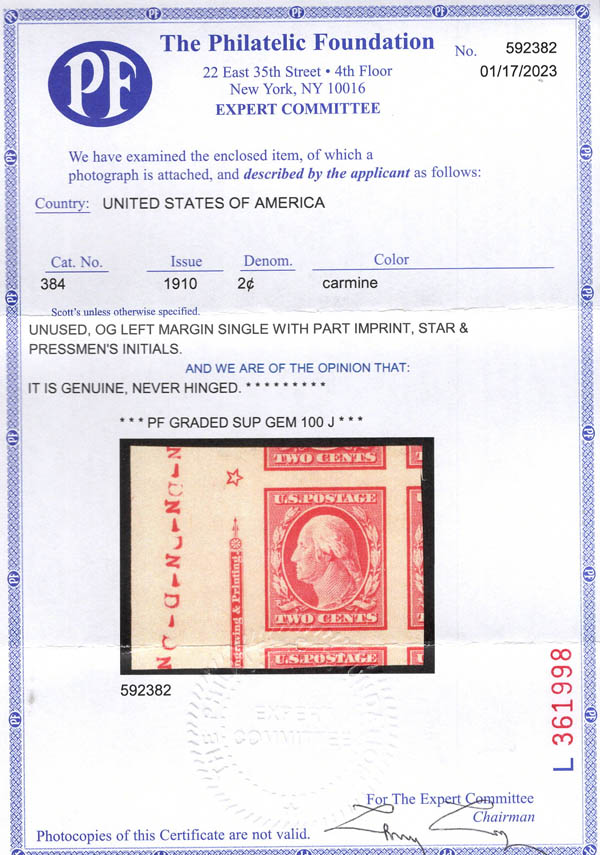 PF
The Philatelic Foundation
22 East 35th Street • 4th Floor
New York, NY 10016
EXPERT COMMITTEE
No. 592382
01/17/2023
We have examined the enclosed item, of which a
photograph is attached, and described by the applicant as follows:
Country: UNITED STATES OF AMERICA
Cat. No. Issue Denom. Color
384 1910 2¢ carmine
Scott's unless otherwise specified.
UNUSED, OG LEFT MARGIN SINGLE WITH PART IMPRINT, STAR &
PRESSMEN'S INITIALS.
AND WE ARE OF THE OPINION THAT:
IT IS GENUINE, NEVER HINGED. * * * * * * * * *
* * * PF GRADED SUP GEM 100 J * * *
TWO CENTS
U.S.POSTAGE
TWO CENTS
U.S.POSTAGE
ngraving & Printing.
592382
EXPERT
COMMITTEE
L 361998
For The Expert Committee
Chairman
Photocopies of this Certificate are not valid.